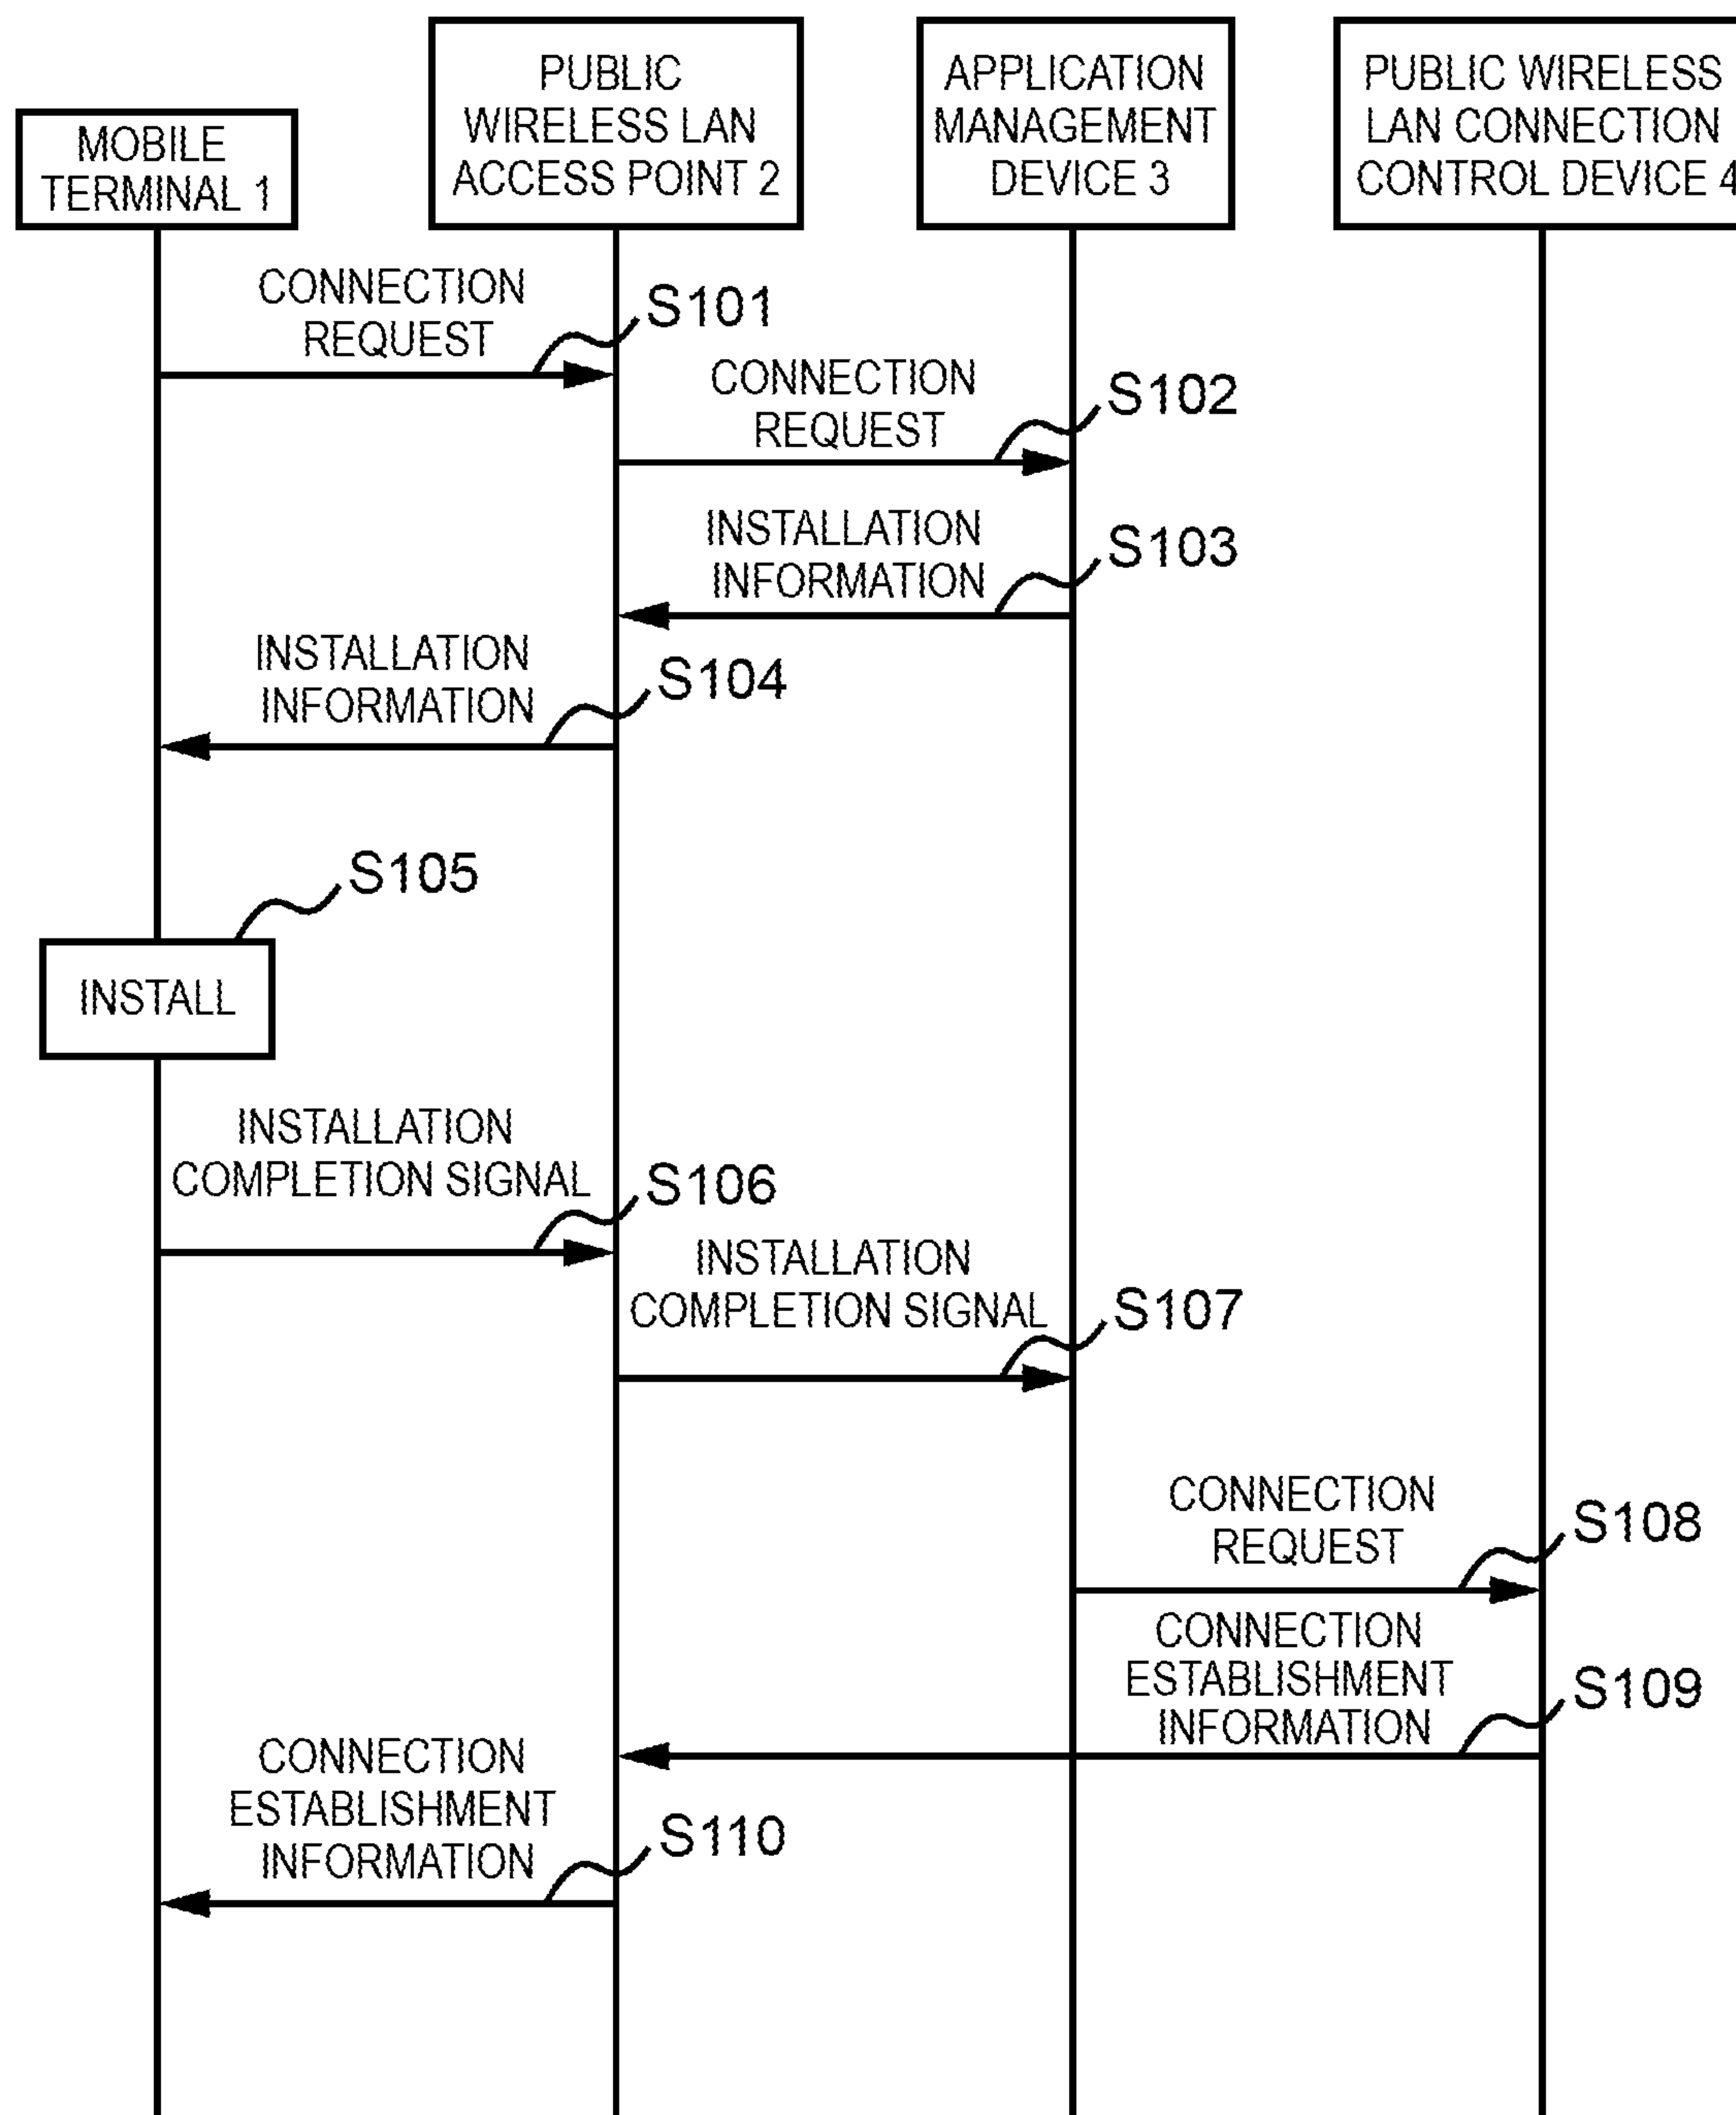 MOBILE
TERMINAL 1
PUBLIC
WIRELESS LAN
ACCESS POINT 2
APPLICATION
MANAGEMENT
DEVICE 3
PUBLIC WIRELESS
LAN CONNECTION
CONTROL DEVICE 4
CONNECTION
REQUEST
S101
CONNECTION
REQUEST
S102
INSTALLATION
INFORMATION
S103
INSTALLATION
INFORMATION
S104
S105
INSTALL
INSTALLATION
COMPLETION SIGNAL
S106
INSTALLATION
COMPLETION SIGNAL
S107
CONNECTION
REQUEST
S108
CONNECTION
ESTABLISHMENT
INFORMATION
S109
CONNECTION
ESTABLISHMENT
INFORMATION
S110